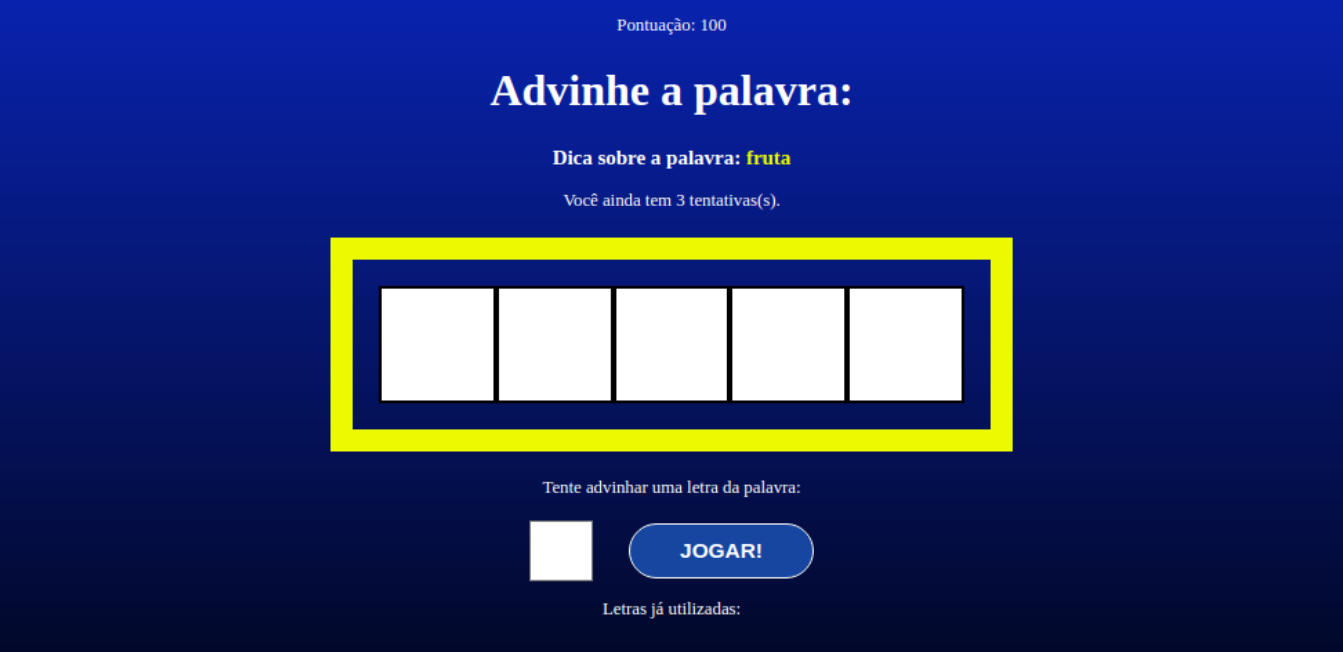 Pontuação: 100
Advinhe a palavra:
Dica sobre a palavra: fruta
Você ainda tem 3 tentativas(s).
Tente advinhar uma letra da palavra:
JOGAR!
Letras já utilizadas: